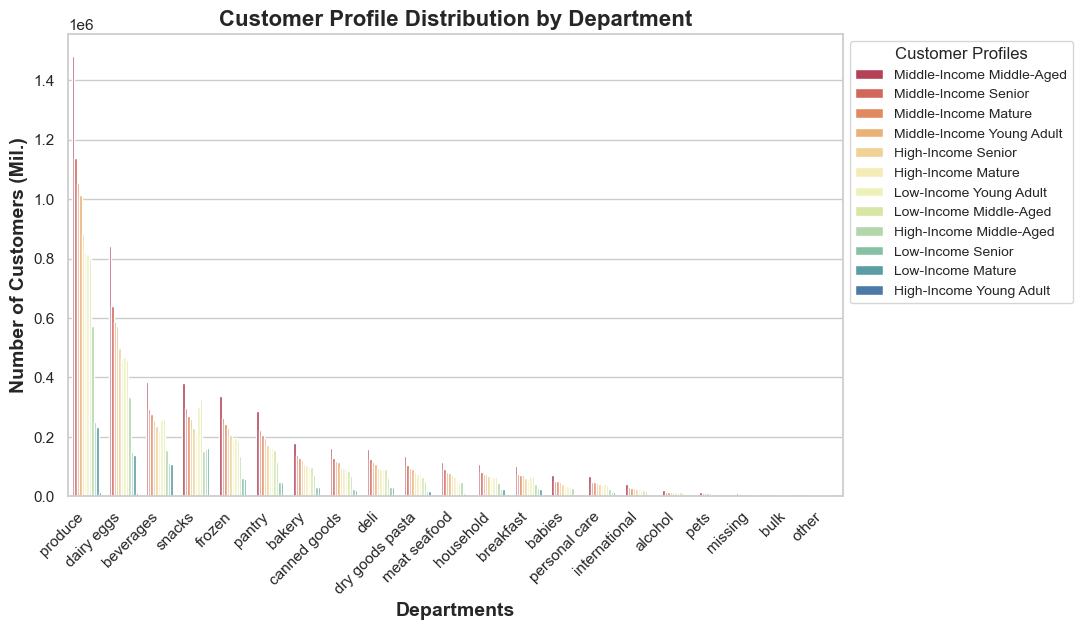 Customer Profile Distribution by Department
1e6
Number of Customers (Mil.)
1.4
1.2
1.0
0.8
0.6
0.4
0.2
0.0
produce
dairy eggs
beverages
snacks
frozen
pantry
bakery
canned goods
deli
dry goods pasta
meat seafood
household
breakfast
babies
personal care
international
alcohol
pets
missing
bulk
other
Departments
Customer Profiles
Middle-Income Middle-Aged
Middle-Income Senior
Middle-Income Mature
Middle-Income Young Adult
High-Income Senior
High-Income Mature
Low-Income Young Adult
Low-Income Middle-Aged
High-Income Middle-Aged
Low-Income Senior
Low-Income Mature
High-Income Young Adult